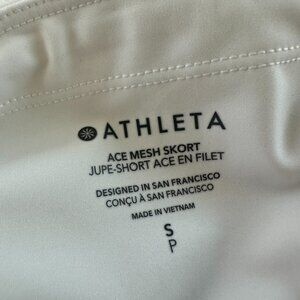 ATHLETA
ACE MESH SKORT
JUPE-SHORT ACE EN FILET
DESIGNED IN SAN FRANCISCO
CONÇU À SAN FRANCISCO
MADE IN VIETNAM
S
P